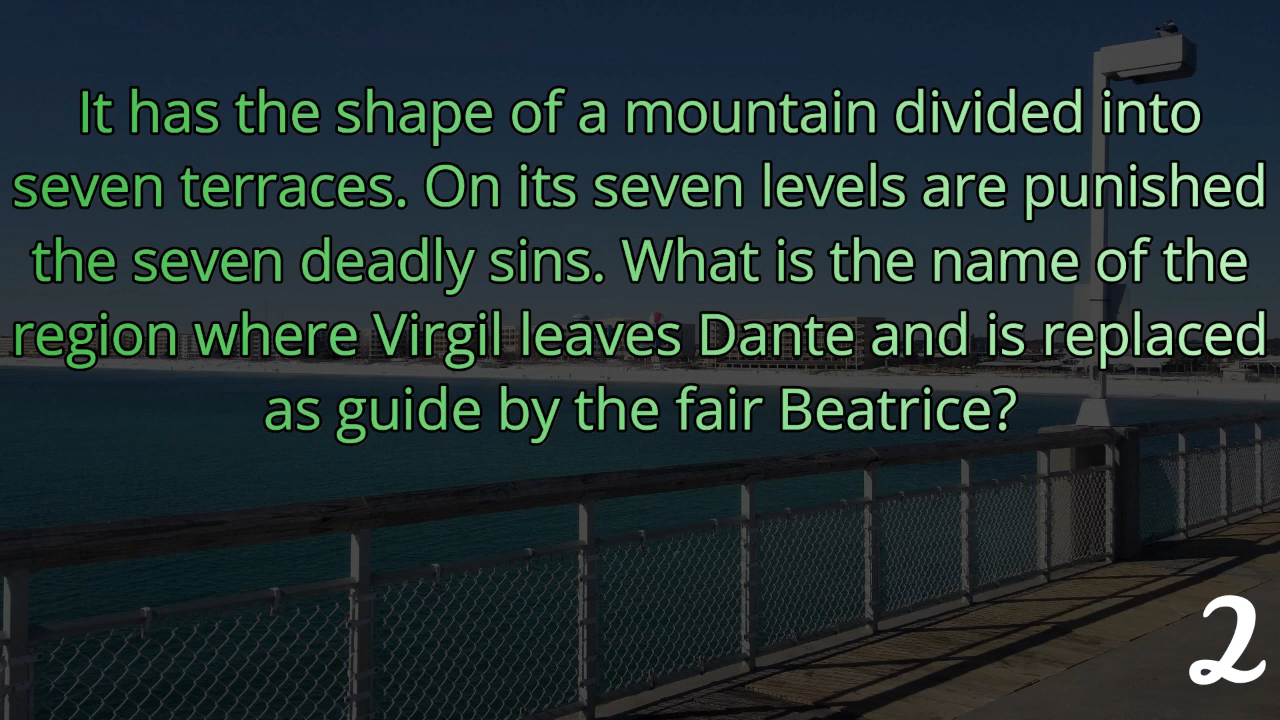 It has the shape of a mountain divided into
seven terraces. On its seven levels are punished
the seven deadly sins. What is the name of the
region where Virgil leaves Dante and is replaced
as guide by the fair Beatrice?
2